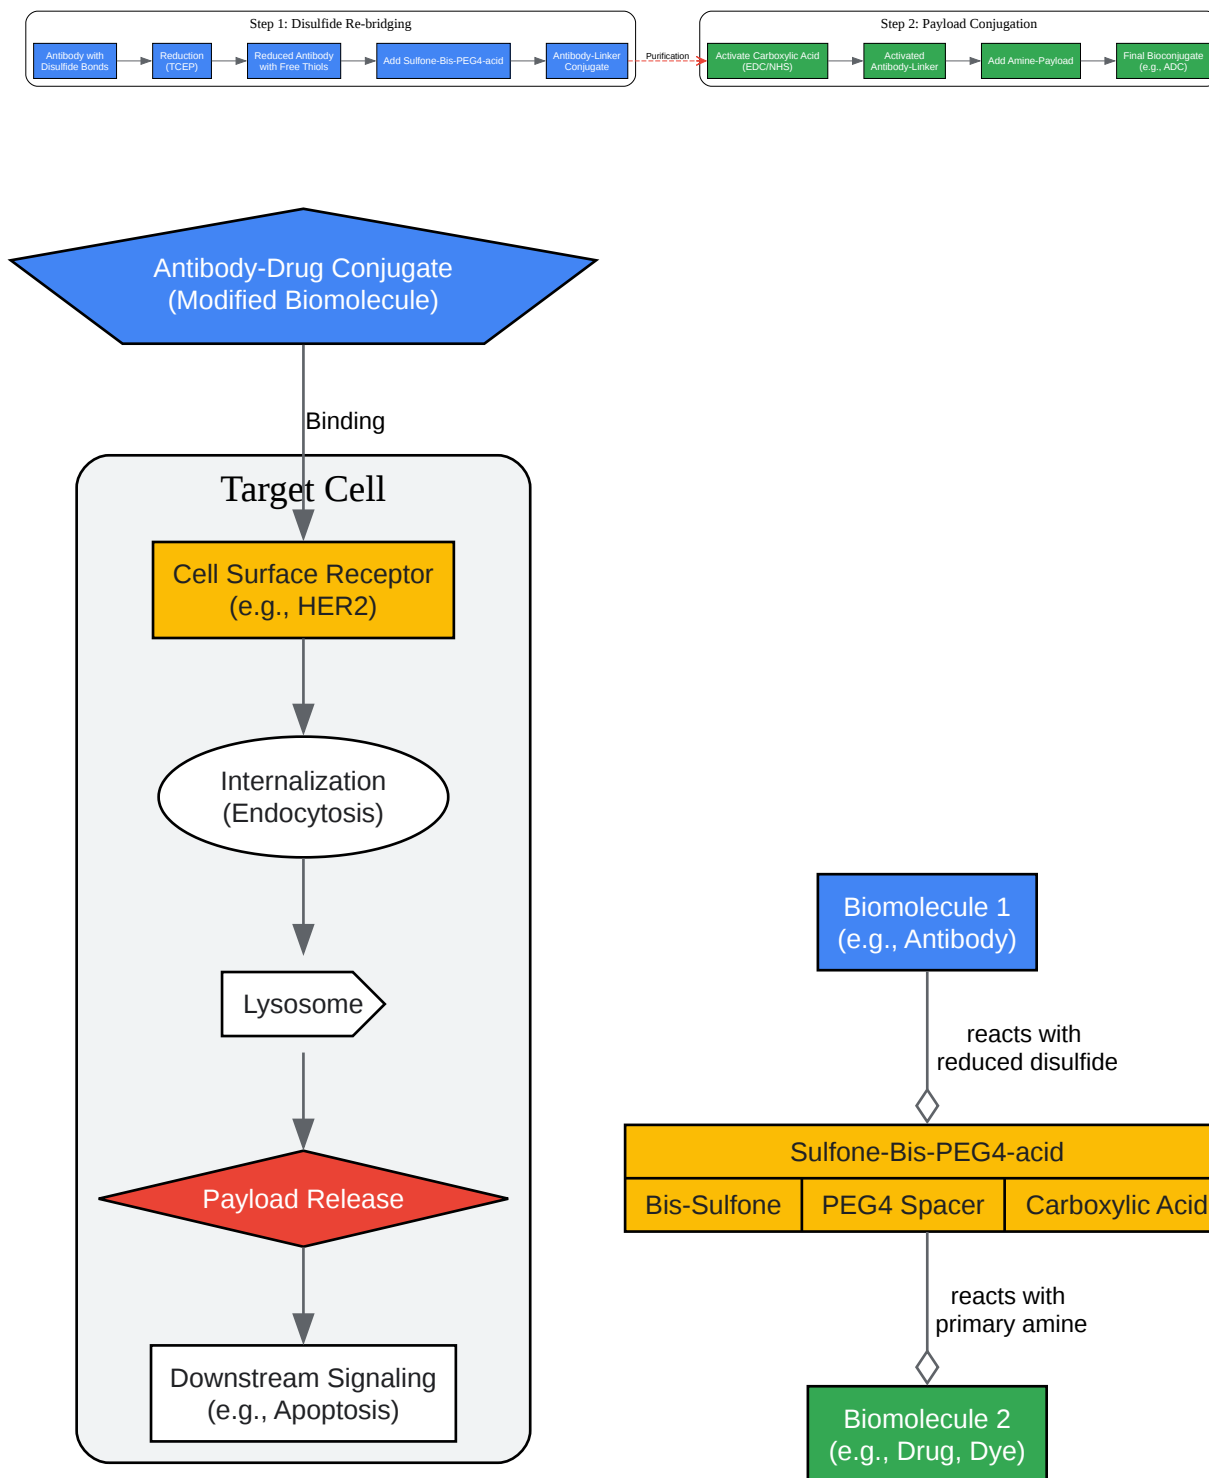 Step 1: Disulfide Re-bridging
Antibody with
Disulfide Bonds
Reduction
(TCEP)
Reduced Antibody
with Free Thiols
Add Sulfone-Bis-PEG4-acid
Antibody-Linker
Conjugate
Purification
Step 2: Payload Conjugation
Activate Carboxylic Acid
(EDC/NHS)
Activated
Antibody-Linker
Add Amine-Payload
Final Bioconjugate
(e.g., ADC)
Antibody-Drug Conjugate
(Modified Biomolecule)
Binding
Target Cell
Cell Surface Receptor
(e.g., HER2)
Internalization
(Endocytosis)
Lysosome
Payload Release
Downstream Signaling
(e.g., Apoptosis)
Biomolecule 1
(e.g., Antibody)
reacts with
reduced disulfide
Sulfone-Bis-PEG4-acid
Bis-Sulfone
PEG4 Spacer
Carboxylic Acid
reacts with
primary amine
Biomolecule 2
(e.g., Drug, Dye)